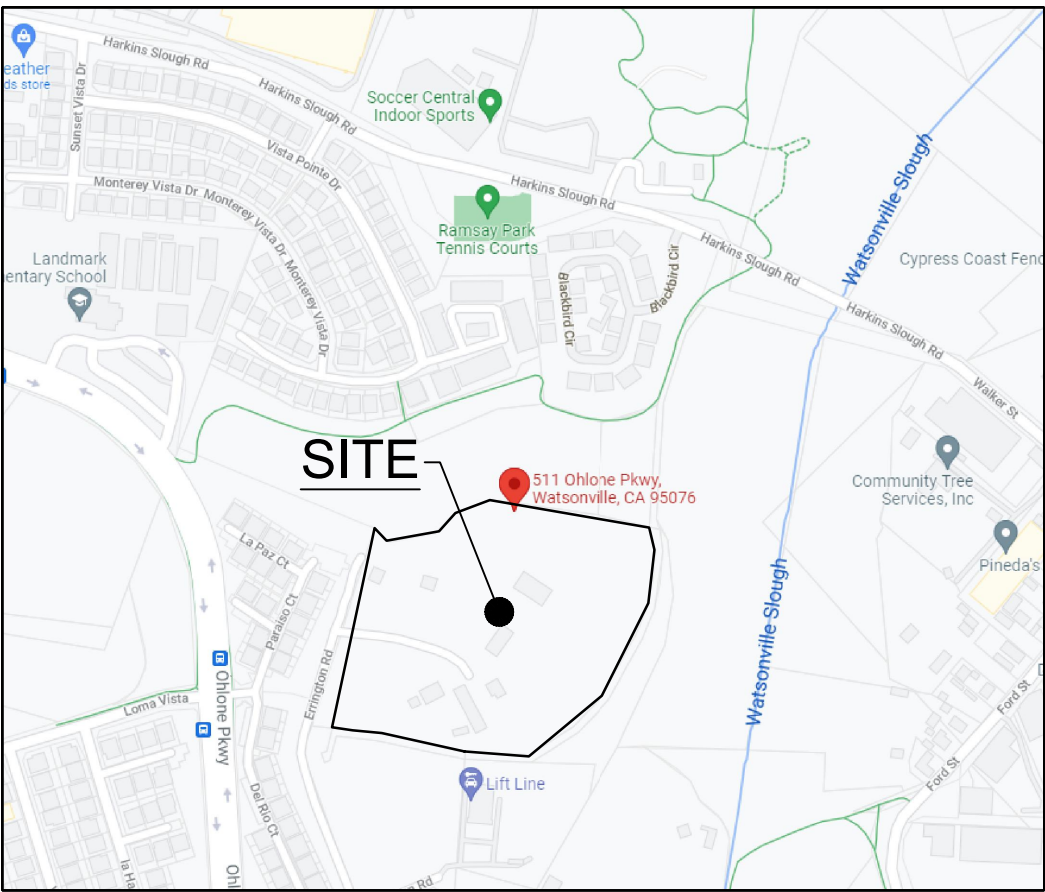 Harkins Slough Rd
Harkins Slough Rd
eather
ds store
Sunset Vista Dr
Soccer Central
Indoor Sports
Vista Pointe Dr
Watsonville Slough
Monterey Vista Dr
Monterey Vista Dr
Monterey Vista Dr
Harkins Slough Rd
Ramsay Park
Tennis Courts
Harkins Slough Rd
Landmark
entary School
Blackbird Cir
Blackbird Cir
Cypress Coast Fenc
Harkins Slough Rd
Walker St
SITE
511 Ohlone Pkwy,
Watsonville, CA 95076
Community Tree
Services, Inc
La Paz Ct
Pineda's
Paraiso Ct
Watsonville Slough
Errington Rd
Ohlone Pkwy
Loma Vista
Ford St
D
Lift Line
Ford St
Del Rio Ct
la Ha
Ohl
Rd